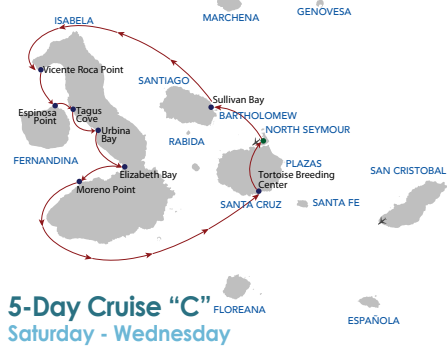 GENOVESA
MARCHENA
ISABELA
Vicente Roca Point
SANTIAGO
Sullivan Bay
BARTHOLOMEW
Espinosa
Point
Tagus
Cove
Urbina
Bay
NORTH SEYMOUR
RABIDA
FERNANDINA
Elizabeth Bay
PLAZAS
Tortoise Breeding
Center
SAN CRISTOBAL
Moreno Point
SANTA CRUZ
SANTA FE
5-Day Cruise “C”
FLOREANA
ESPAÑOLA
Saturday - Wednesday